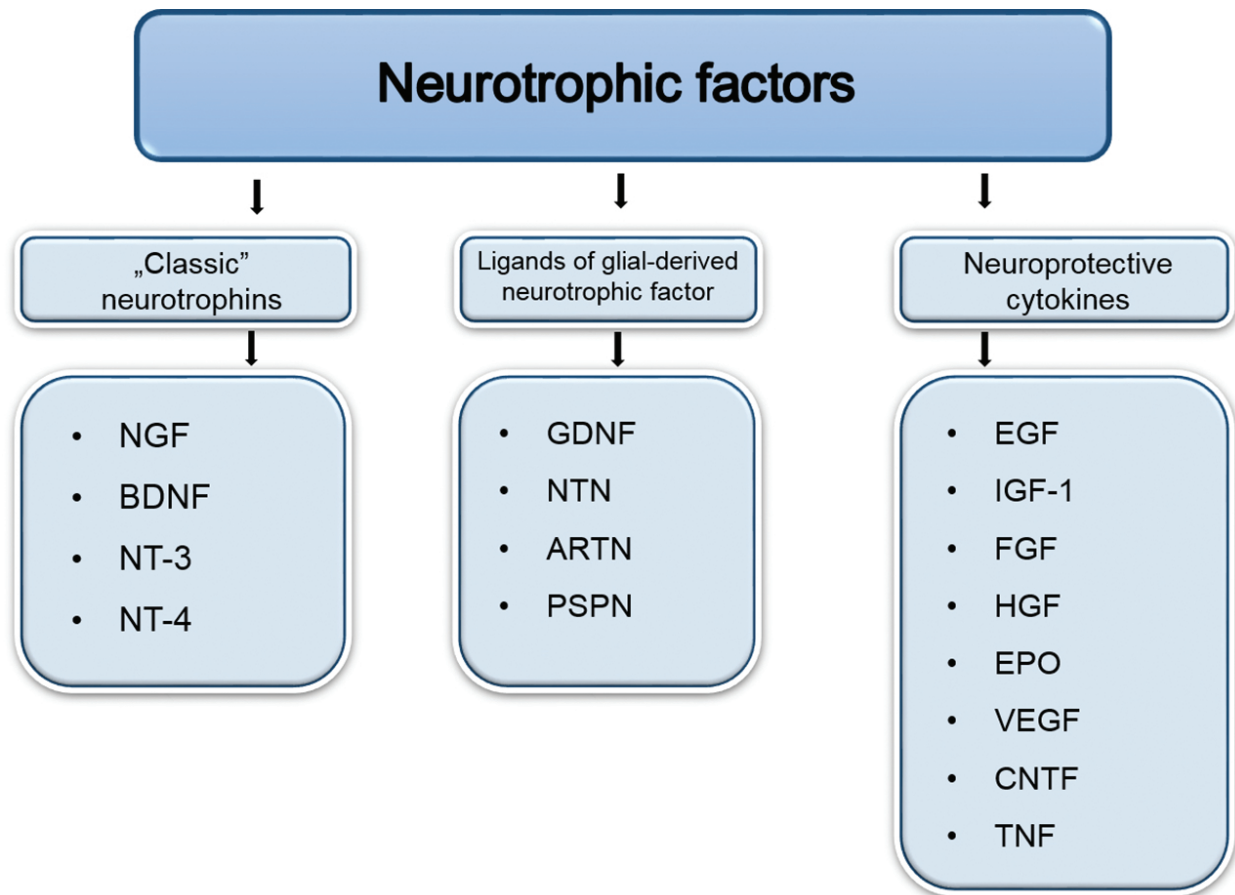 Neurotrophic factors
„Classic”
neurotrophins
• NGF
• BDNF
• NT-3
• NT-4
Ligands of glial-derived
neurotrophic factor
• GDNF
• NTN
• ARTN
• PSPN
Neuroprotective
cytokines
• EGF
• IGF-1
• FGF
• HGF
• EPO
• VEGF
• CNTF
• TNF